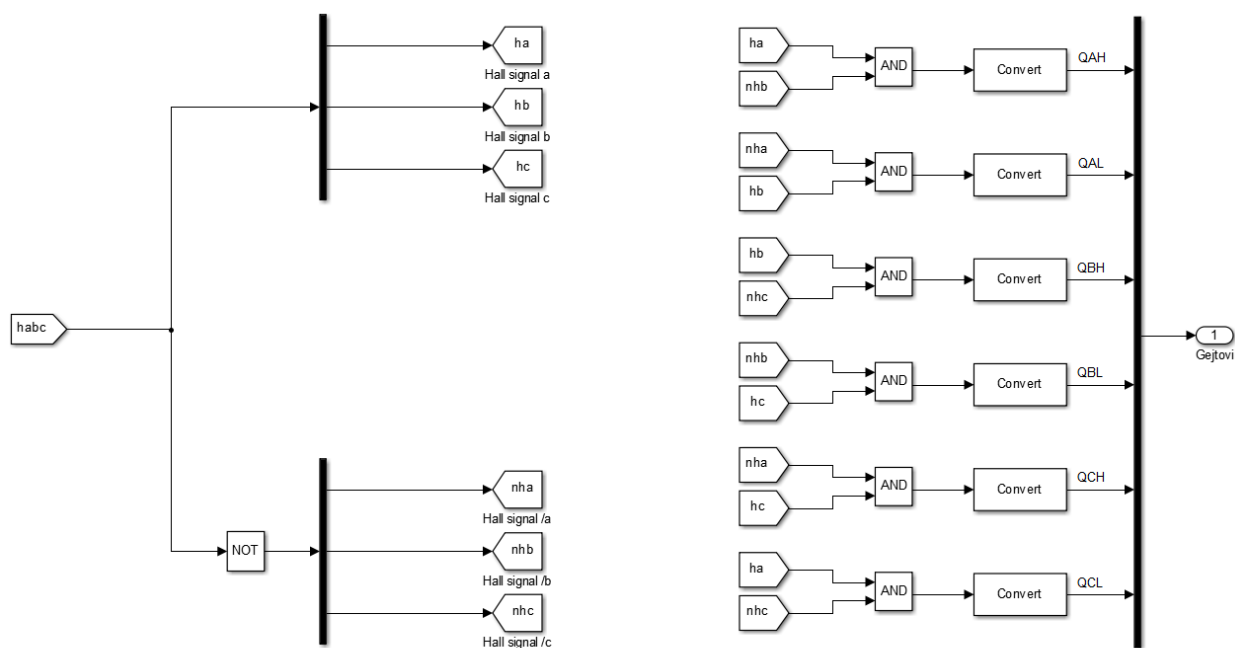 ha
Hall signal a
hb
Hall signal b
hc
Hall signal c
habc
NOT
nha
Hall signal /a
nhb
Hall signal /b
nhc
Hall signal /c
ha
nhb
AND
Convert
QAH
nha
hb
AND
Convert
QAL
hb
nhc
AND
Convert
QBH
nhb
hc
AND
Convert
QBL
nha
hc
AND
Convert
QCH
ha
nhc
AND
Convert
QCL
1
Gejtovi